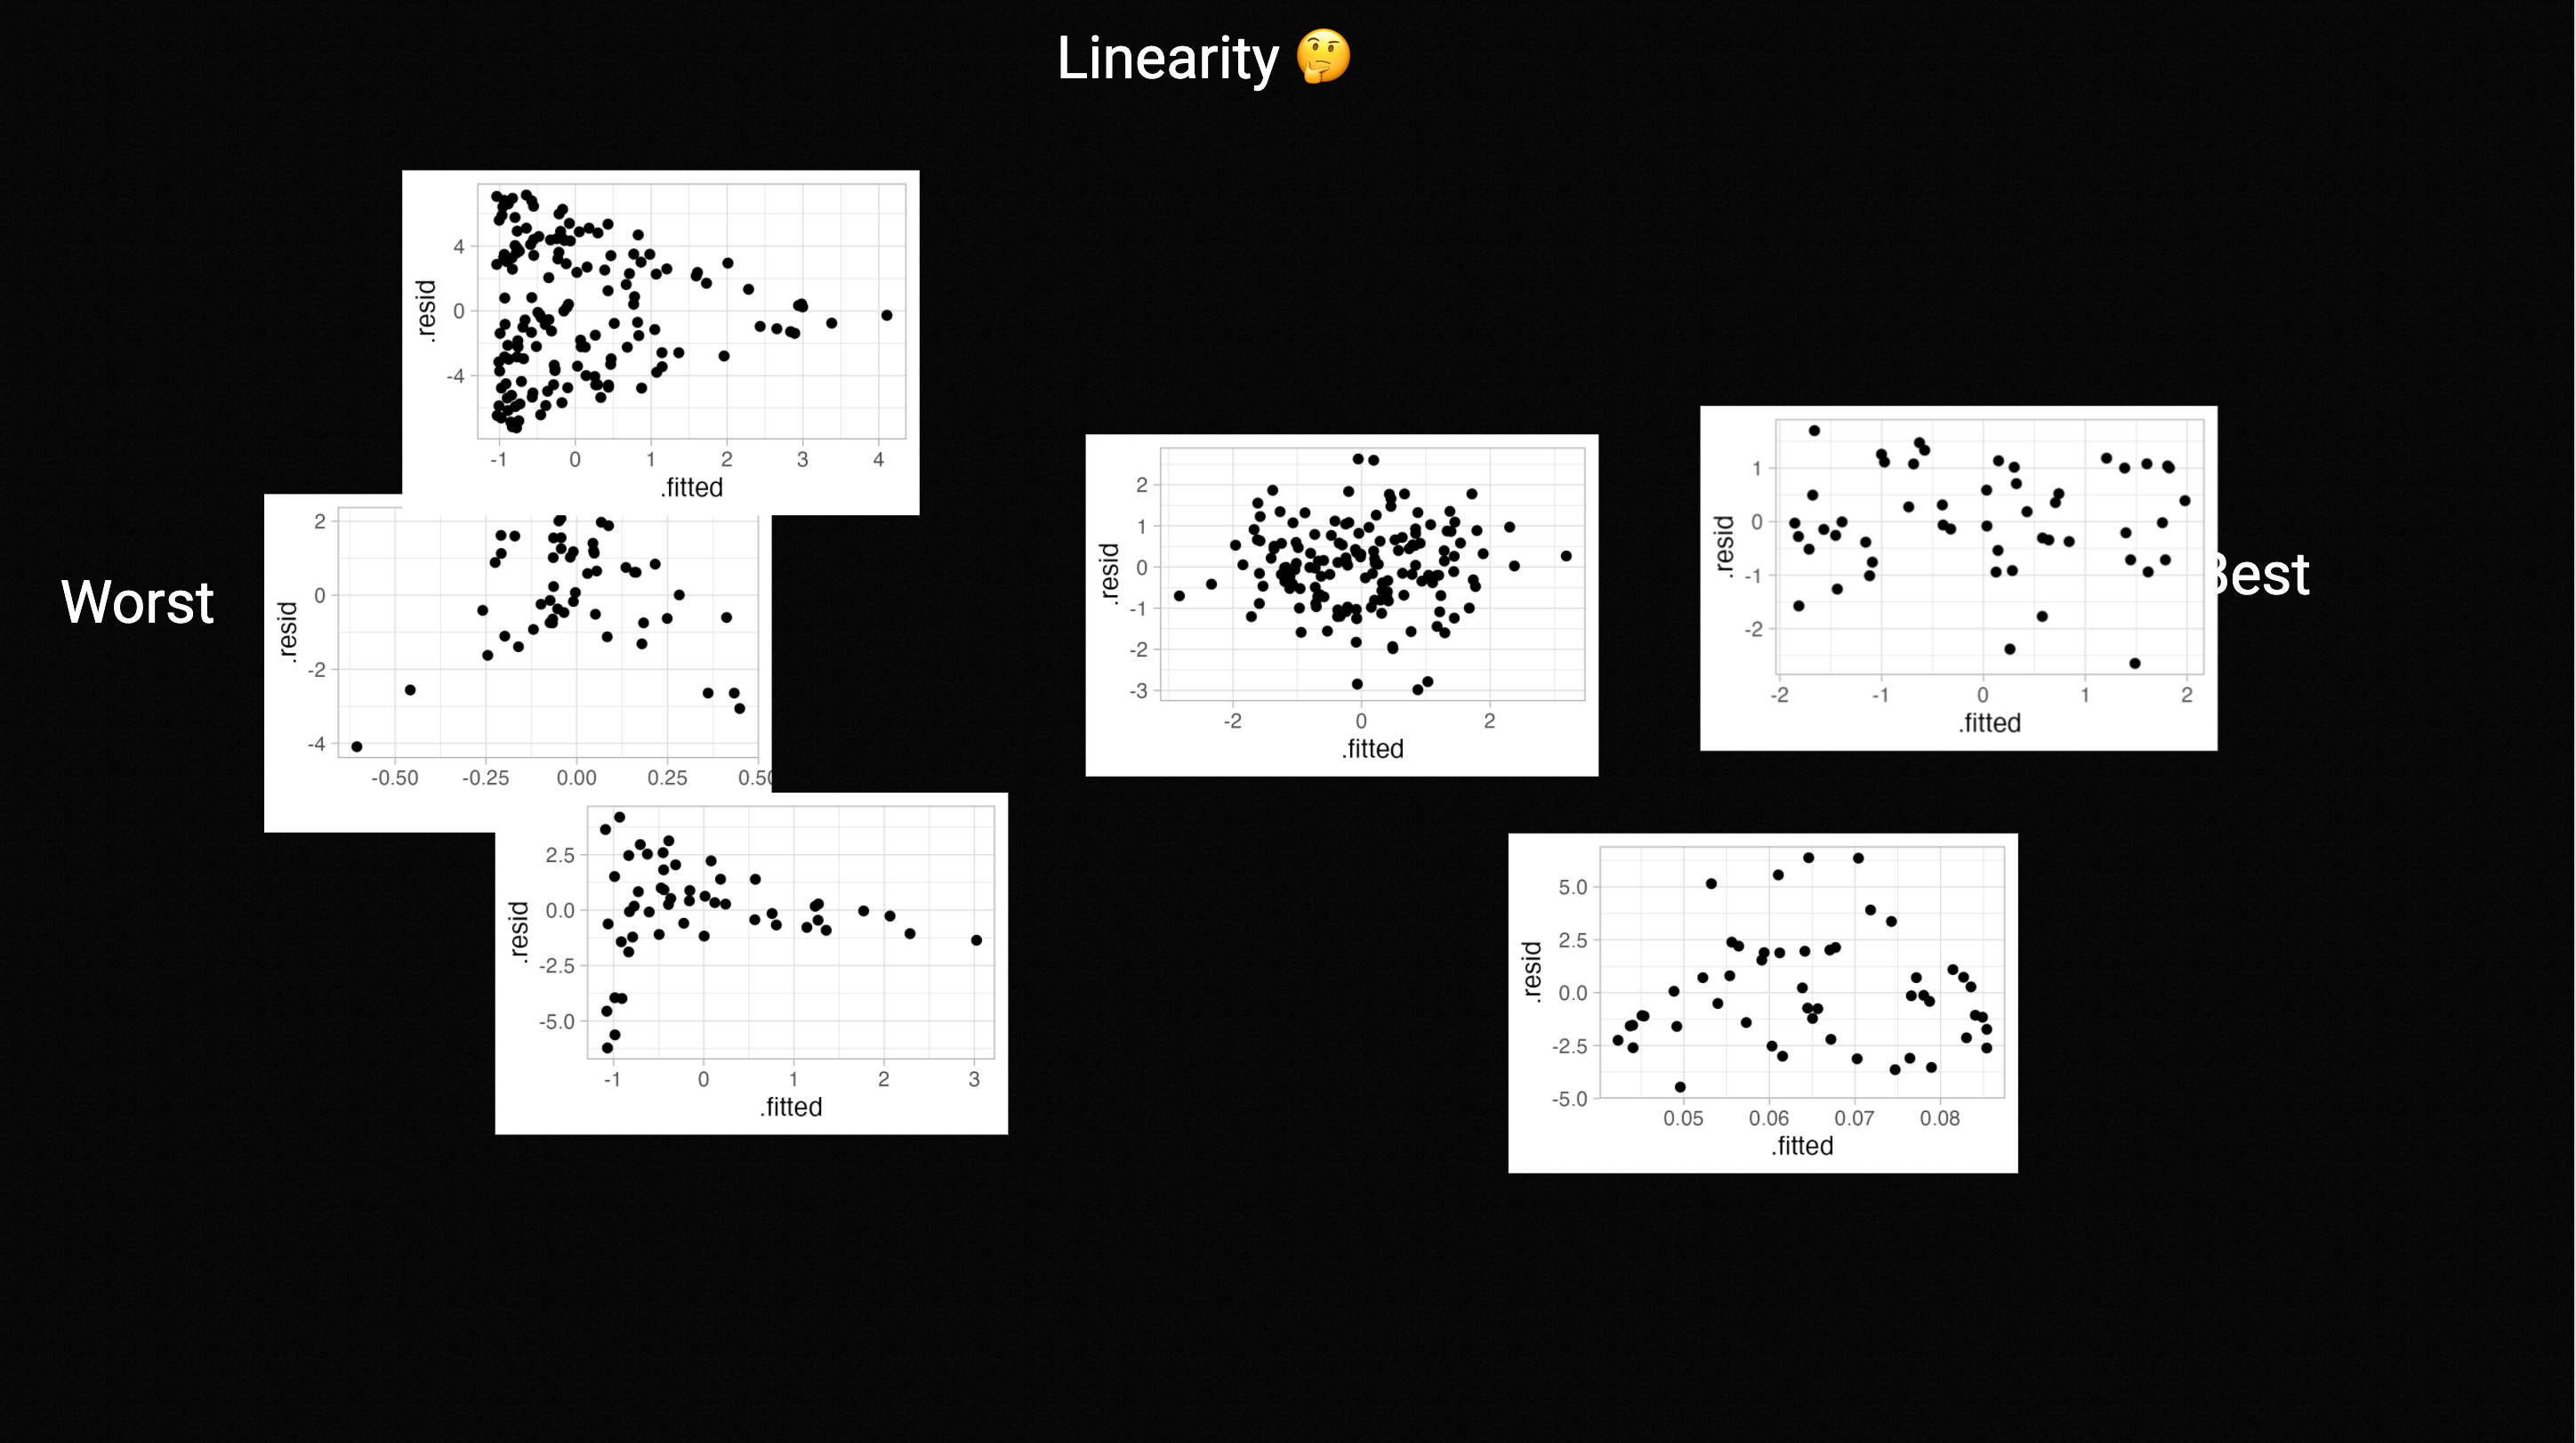 Linearity 🤔
Worst
Best
.resid
4
0
-4
-1 0 1 2 3 4
.fitted
.resid
2
0
-2
-4
-0.50 -0.25 0.00 0.25 0.50
.resid
2.5
0.0
-2.5
-5.0
-1 0 1 2 3
.fitted
.resid
2
1
0
-1
-2
-3
-2 0 2
.fitted
.resid
1
0
-1
-2
-2 -1 0 1 2
.fitted
.resid
5.0
2.5
0.0
-2.5
-5.0
0.05 0.06 0.07 0.08
.fitted